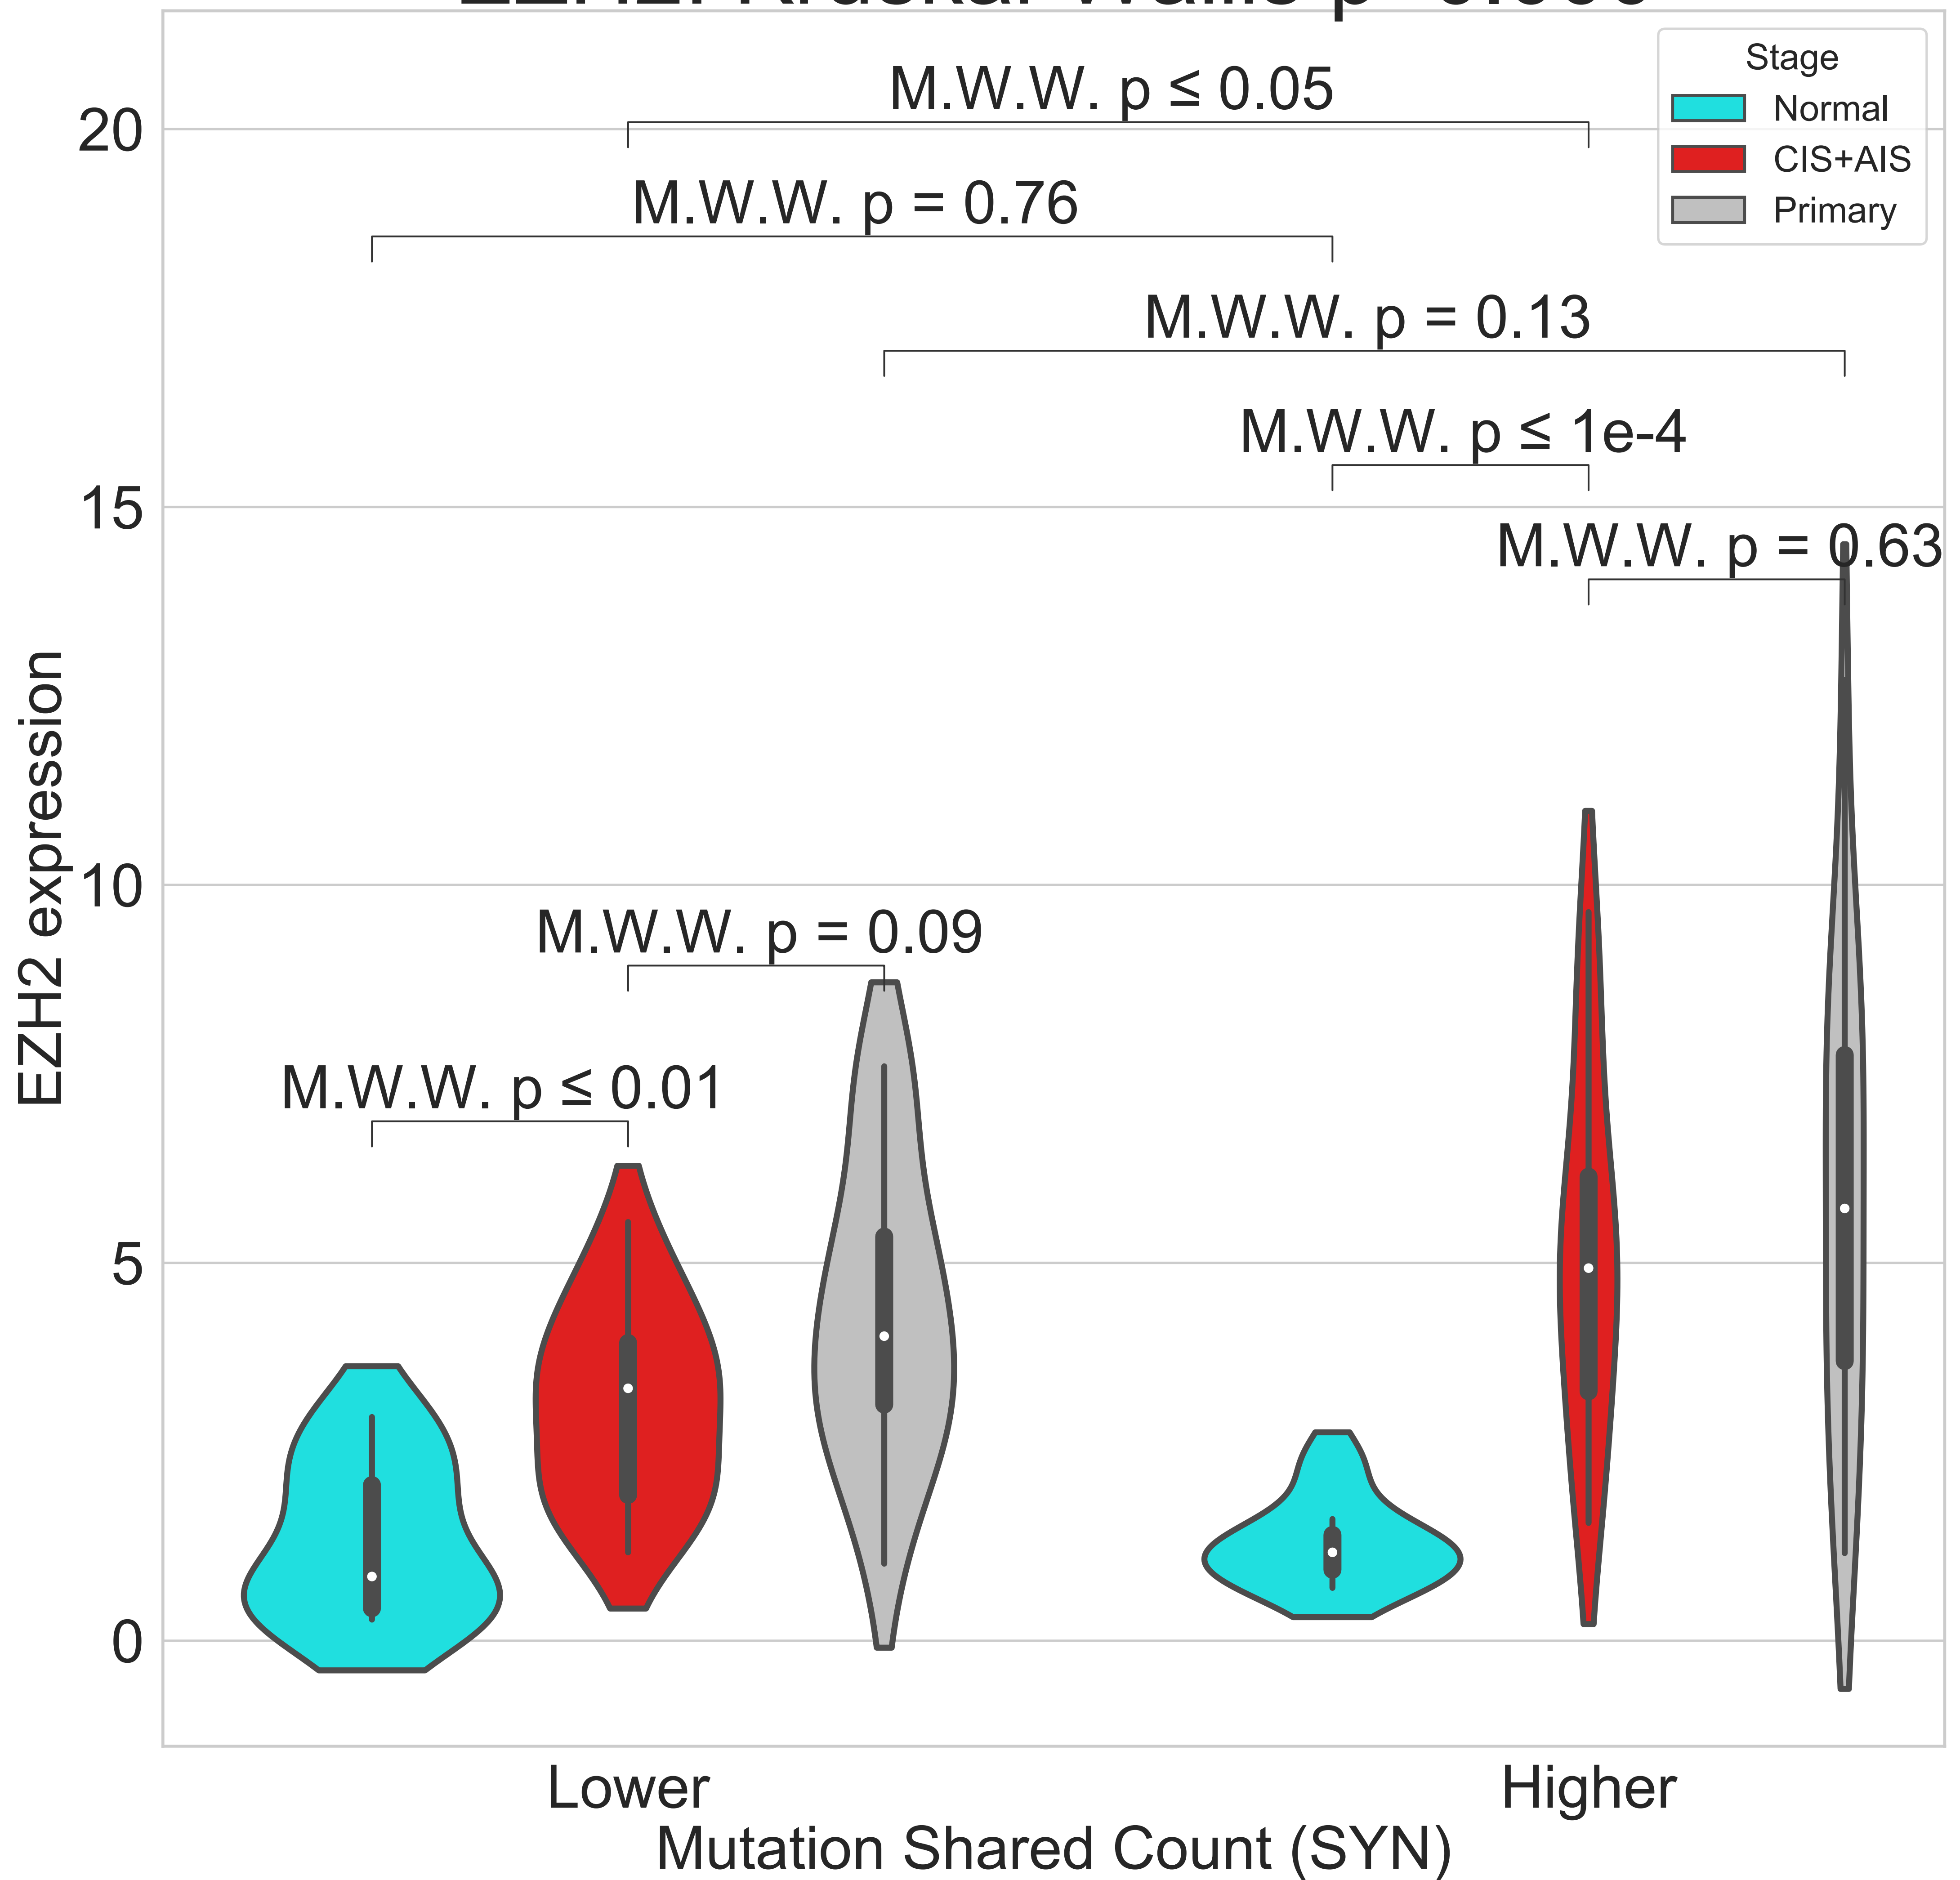 Stage
Normal
CIS+AIS
Primary
M.W.W. p ≤ 0.05
M.W.W. p = 0.76
M.W.W. p = 0.13
M.W.W. p ≤ 1e-4
M.W.W. p = 0.63
M.W.W. p = 0.09
M.W.W. p ≤ 0.01
20
15
10
5
0
EZH2 expression
Lower
Higher
Mutation Shared Count (SYN)